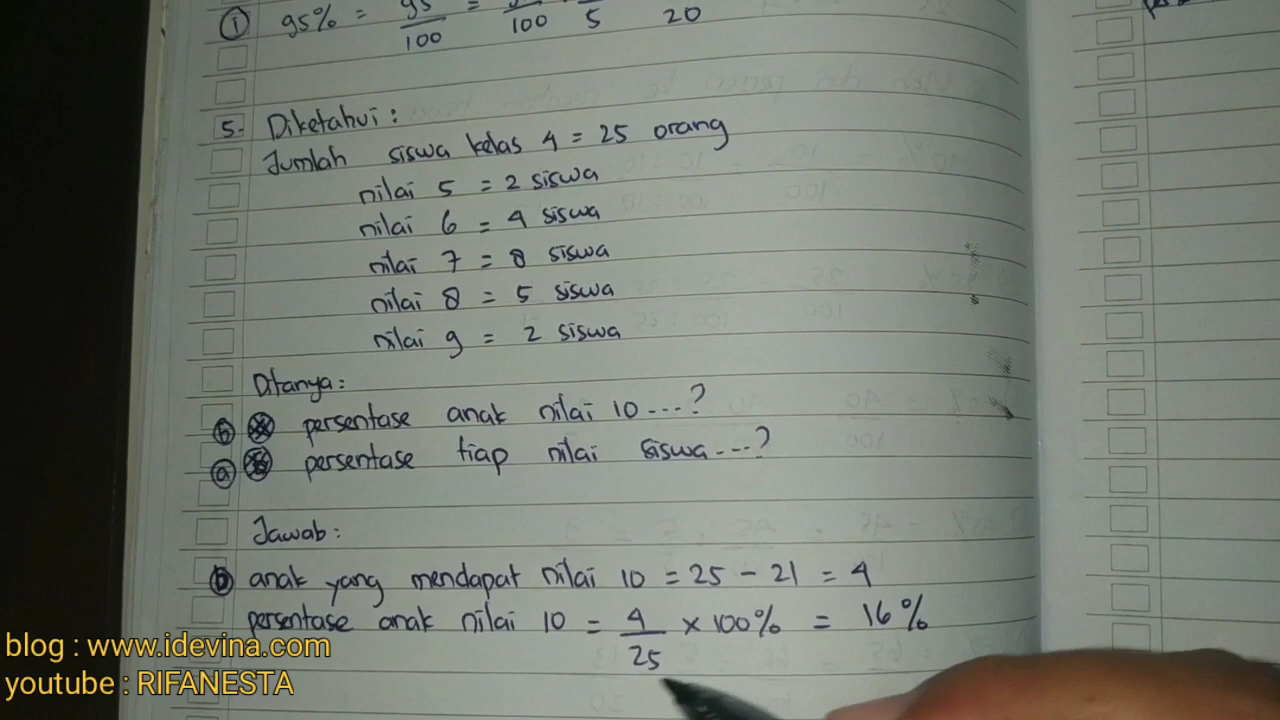 i 95% = 95/100 = /100 5 20
5. Diketahui:
Jumlah siswa kelas 4 = 25 orang
nilai 5 = 2 siswa
nilai 6 = 4 siswa
nilai 7 = 8 siswa
nilai 8 = 5 siswa
nilai 9 = 2 siswa
Ditanya:
b persentase anak nilai 10 ....?
a persentase tiap nilai siswa ....?
Jawab:
b anak yang mendapat nilai 10 = 25 - 21 = 4
persentase anak nilai 10 = 4/25 x 100% = 16%
blog : www.idevina.com
youtube : RIFANESTA